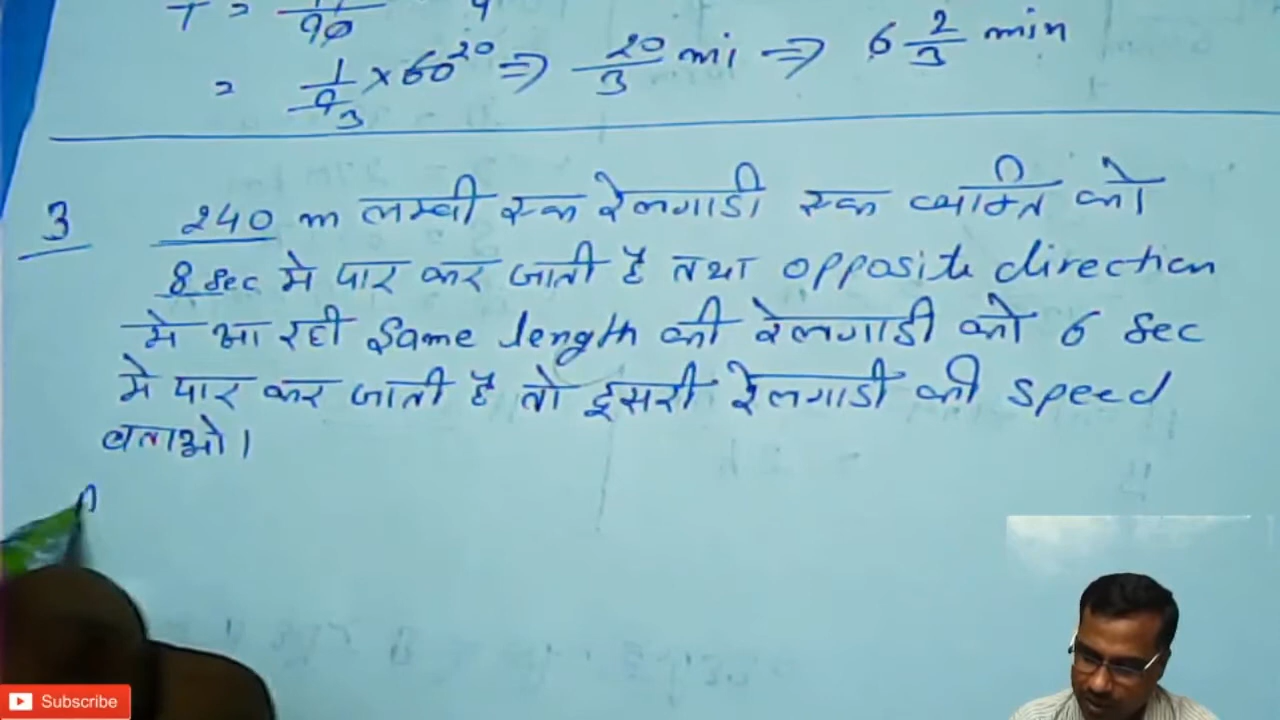 T =
90
= 1/9 3 × 60 20 ⇒ 20/3 mi ⇒ 6 2/3 min
3 240 m लम्बी एक रेलगाडी एक व्यक्ति को
8 Sec मे पार कर जाती है तथा opposite direction
मे आ रही Same length की रेलगाडी को 6 Sec
मे पार कर जाती है तो दुसरी रेलगाडी की speed
बताओ।
Subscribe